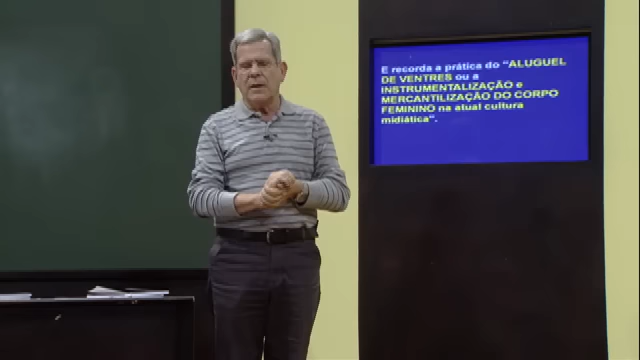 E recorda a prática do “ALUGUEL
DE VENTRES ou a
INSTRUMENTALIZAÇÃO e
MERCANTILIZAÇÃO DO CORPO
FEMININO na atual cultura
midiática”.